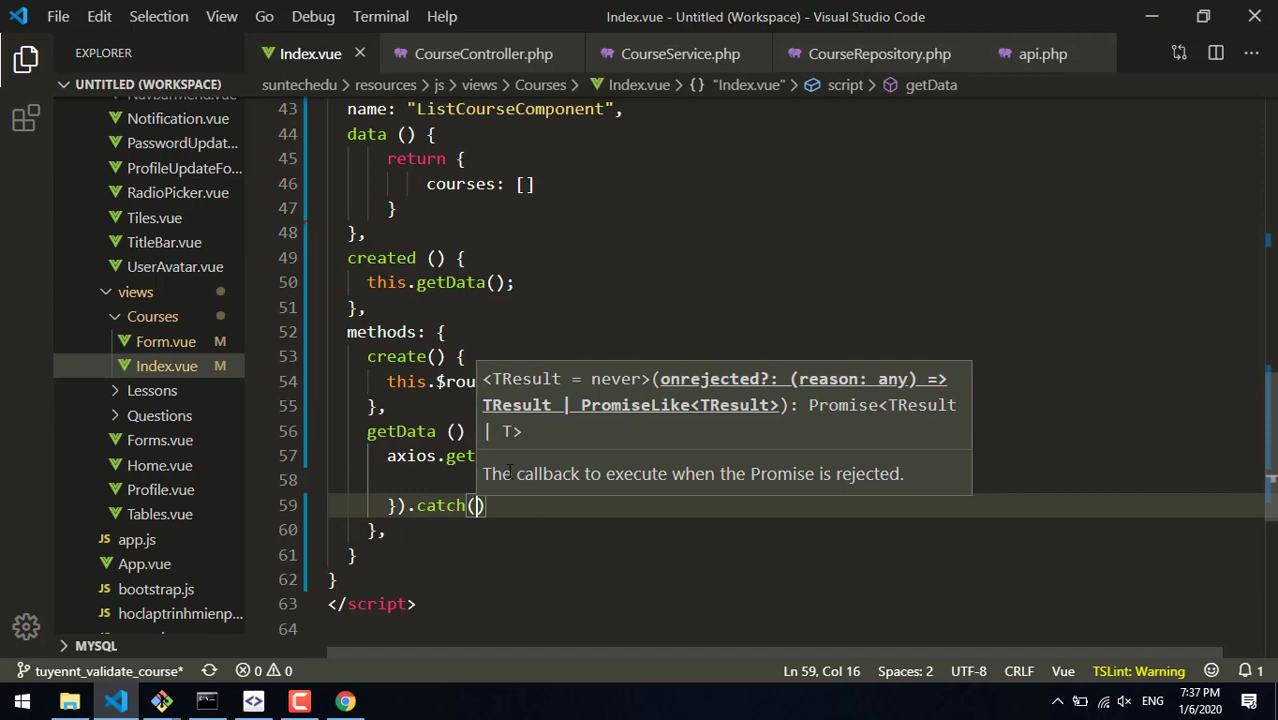 File Edit Selection View Go Debug Terminal Help
Index.vue - Untitled (Workspace) - Visual Studio Code
EXPLORER
Index.vue
CourseController.php
CourseService.php
CourseRepository.php
api.php
UNTITLED (WORKSPACE)
suntechedu > resources > js > views > Courses > Index.vue > {} "Index.vue" > script > getData
Notification.vue
PasswordUpdat...
ProfileUpdateFo...
RadioPicker.vue
Tiles.vue
TitleBar.vue
UserAvatar.vue
views
Courses
Form.vue M
Index.vue M
Lessons
Questions
Forms.vue
Home.vue
Profile.vue
Tables.vue
app.js
App.vue
bootstrap.js
hoclaptrinhmienp...
MYSQL
43 name: "ListCourseComponent",
44 data () {
45 return {
46 courses: []
47 }
48 },
49 created () {
50 this.getData();
51 },
52 methods: {
53 create() {
54 this.$rou
55 },
56 getData ()
57 axios.get
58
59 }).catch()
60 },
61 }
62 }
63 </script>
64
<TResult = never>(onrejected?: (reason: any) =>
TResult | PromiseLike<TResult>): Promise<TResult
| T>
The callback to execute when the Promise is rejected.
tuyennt_validate_course* 0 0
Ln 59, Col 16 Spaces: 2 UTF-8 CRLF Vue TSLint: Warning 1
ENG
7:37 PM
1/6/2020